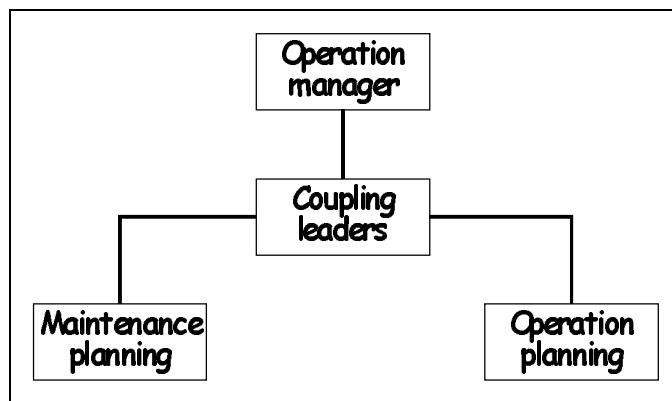 Operation
manager
Coupling
leaders
Maintenance
planning
Operation
planning